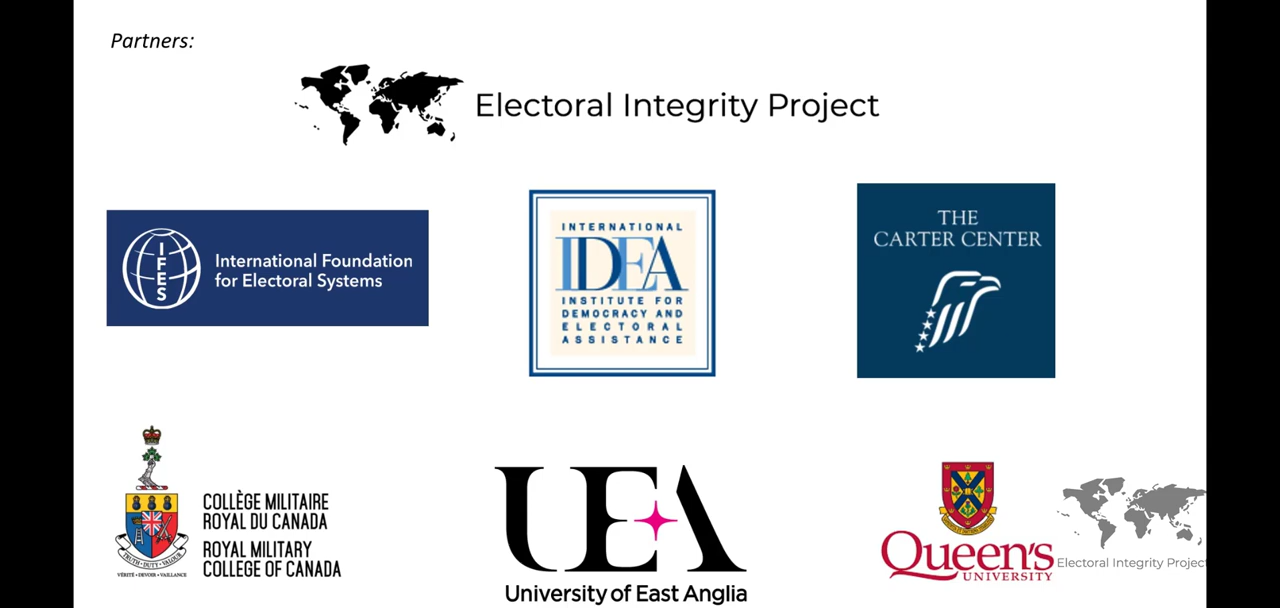 Partners:
Electoral Integrity Project
I
F
E
S
International Foundation
for Electoral Systems
INTERNATIONAL
IDEA
INSTITUTE FOR
DEMOCRACY AND
ELECTORAL
ASSISTANCE
THE
CARTER CENTER
COLLÈGE MILITAIRE
ROYAL DU CANADA
ROYAL MILITARY
COLLEGE OF CANADA
TRUTH • DUTY • VALOUR
VÉRITÉ • DEVOIR • VAILLANCE
UEA
University of East Anglia
Queen's
UNIVERSITY
Electoral Integrity Project